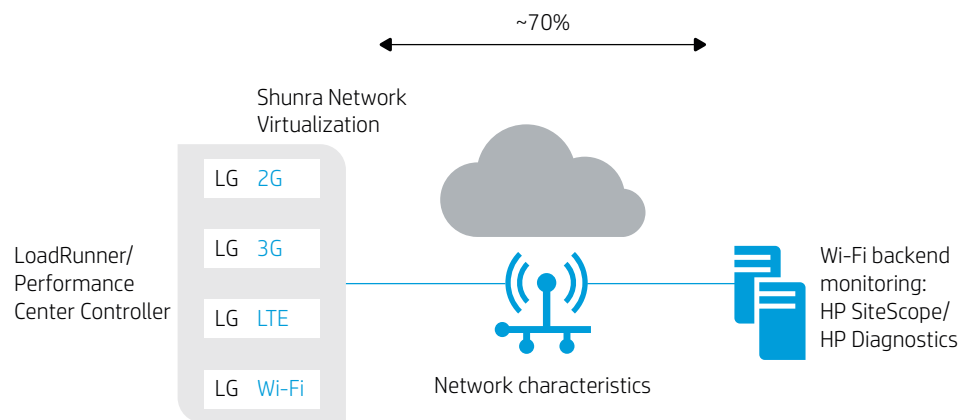 ~70%
Shunra Network
Virtualization
LG 2G
LG 3G
LG LTE
LG Wi-Fi
LoadRunner/
Performance
Center Controller
Network characteristics
Wi-Fi backend
monitoring:
HP SiteScope/
HP Diagnostics